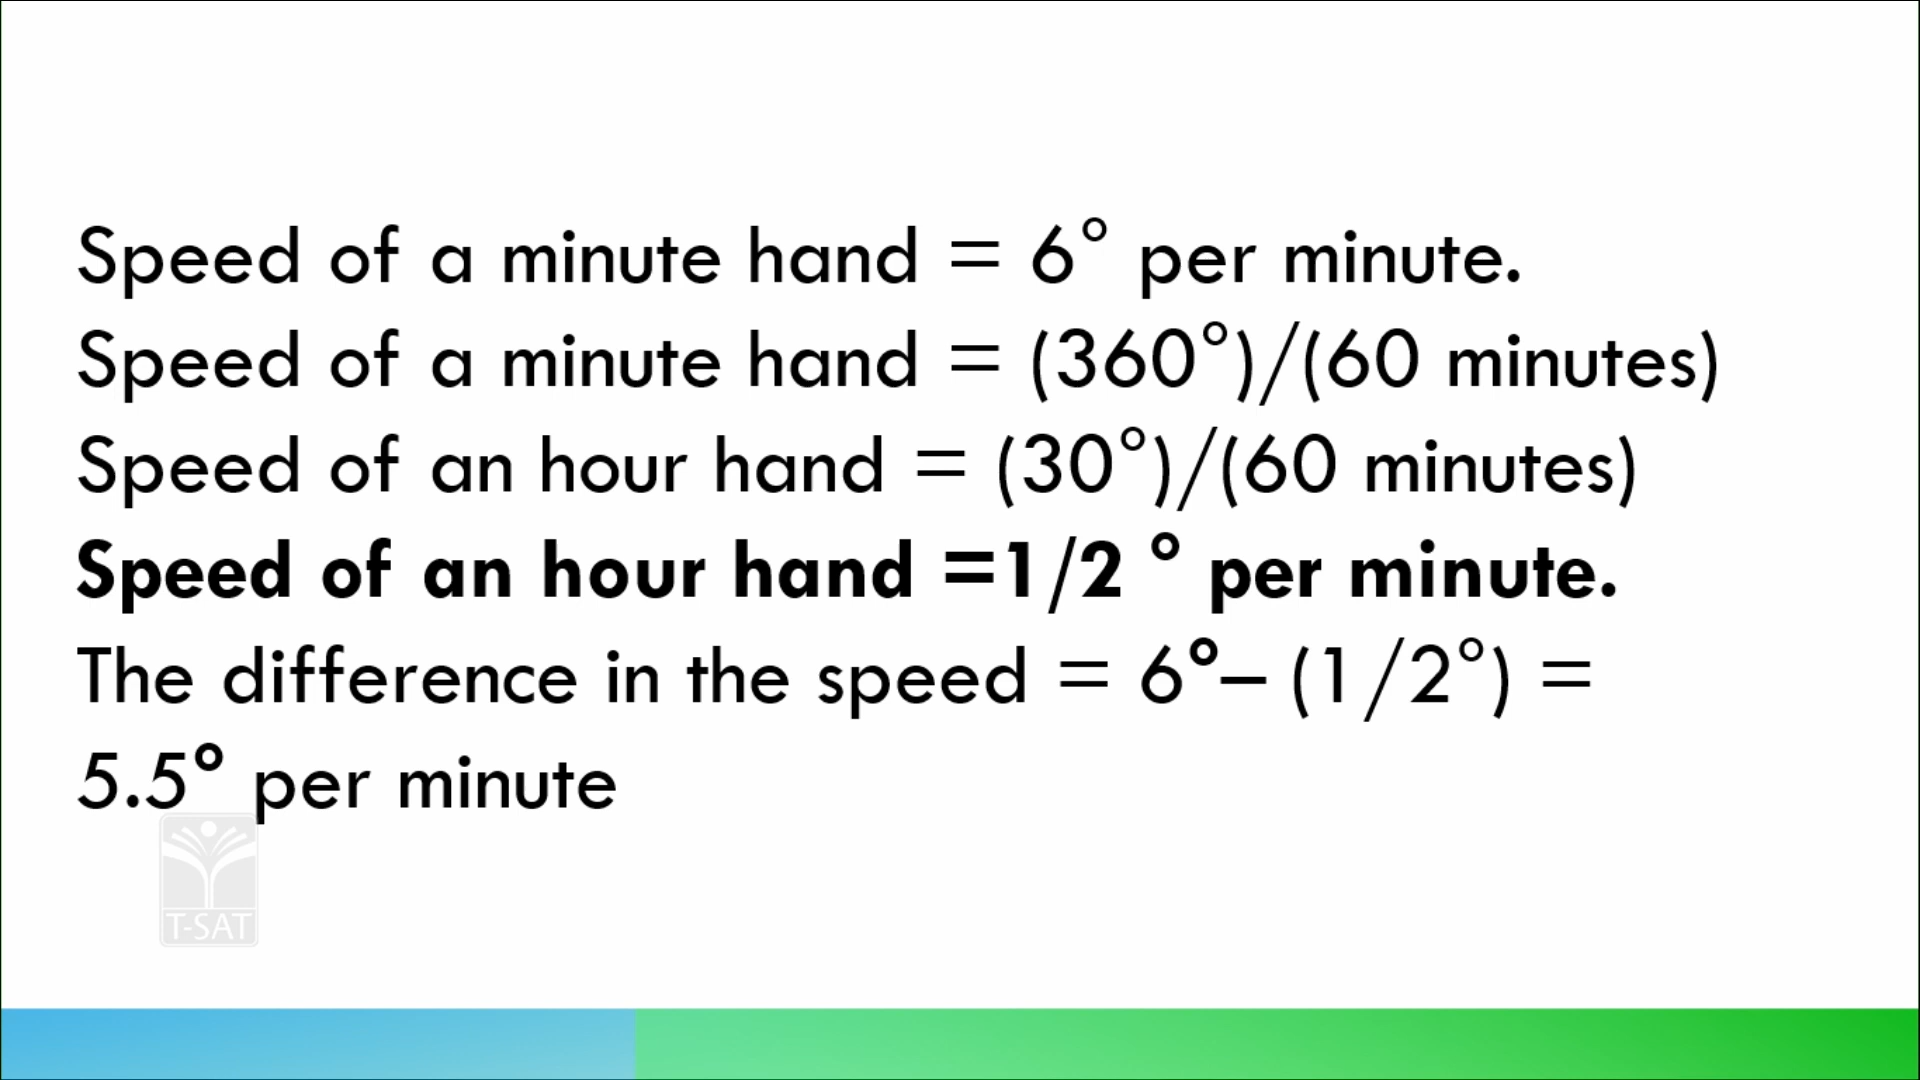 Speed of a minute hand = 6° per minute.
Speed of a minute hand = (360°)/(60 minutes)
Speed of an hour hand = (30°)/(60 minutes)
Speed of an hour hand =1/2 ° per minute.
The difference in the speed = 6°– (1/2°) =
5.5° per minute
T-SAT